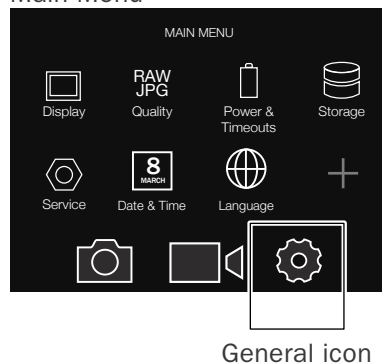 Main Menu
MAIN MENU
RAW
JPG
Display
Quality
Power &
Timeouts
Storage
8
MARCH
Service
Date & Time
Language
General icon